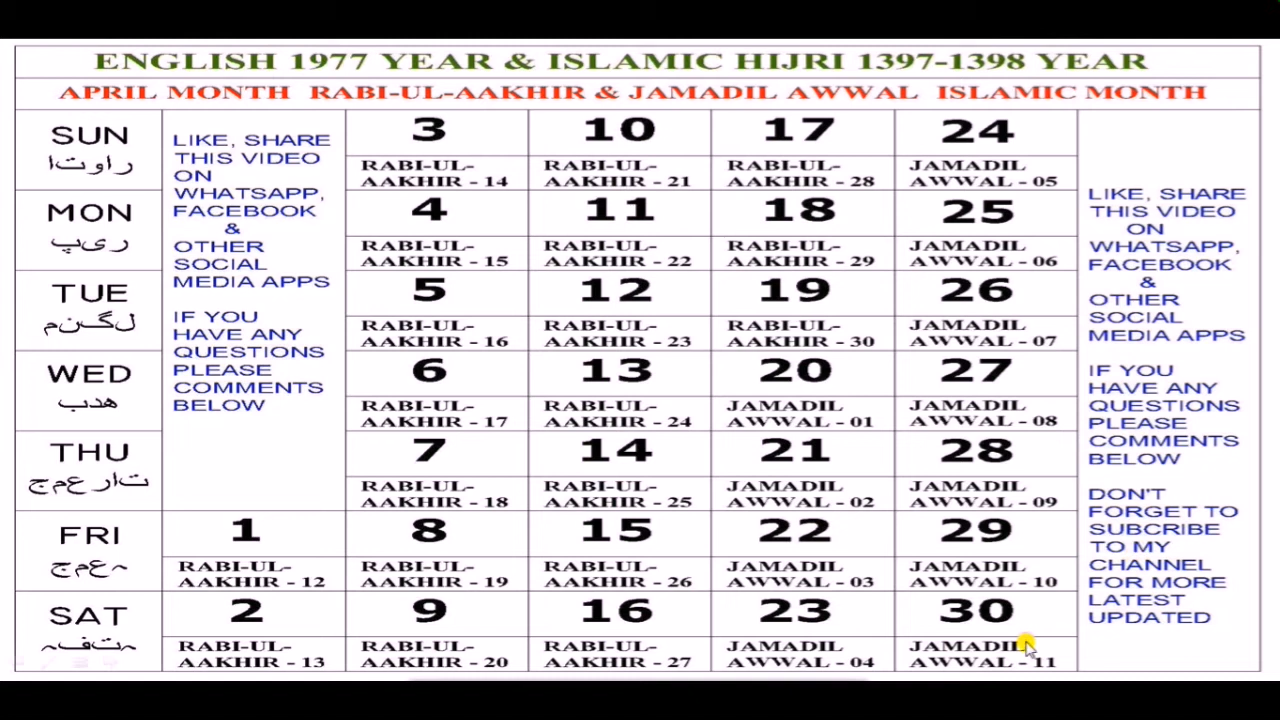 ENGLISH 1977 YEAR & ISLAMIC HIJRI 1397-1398 YEAR
APRIL MONTH RABI-UL-AAKHIR & JAMADIL AWWAL ISLAMIC MONTH
SUN
راوتا
MON
ریپ
TUE
لگنم
WED
ھدب
THU
تارعمج
FRI
ہعمج
SAT
ہتفہ
LIKE, SHARE
THIS VIDEO
ON
WHATSAPP,
FACEBOOK
&
OTHER
SOCIAL
MEDIA APPS
IF YOU
HAVE ANY
QUESTIONS
PLEASE
COMMENTS
BELOW
1
RABI-UL-
AAKHIR - 12
2
RABI-UL-
AAKHIR - 13
3
RABI-UL-
AAKHIR - 14
4
RABI-UL-
AAKHIR - 15
5
RABI-UL-
AAKHIR - 16
6
RABI-UL-
AAKHIR - 17
7
RABI-UL-
AAKHIR - 18
8
RABI-UL-
AAKHIR - 19
9
RABI-UL-
AAKHIR - 20
10
RABI-UL-
AAKHIR - 21
11
RABI-UL-
AAKHIR - 22
12
RABI-UL-
AAKHIR - 23
13
RABI-UL-
AAKHIR - 24
14
RABI-UL-
AAKHIR - 25
15
RABI-UL-
AAKHIR - 26
16
RABI-UL-
AAKHIR - 27
17
RABI-UL-
AAKHIR - 28
18
RABI-UL-
AAKHIR - 29
19
RABI-UL-
AAKHIR - 30
20
JAMADIL
AWWAL - 01
21
JAMADIL
AWWAL - 02
22
JAMADIL
AWWAL - 03
23
JAMADIL
AWWAL - 04
24
JAMADIL
AWWAL - 05
25
JAMADIL
AWWAL - 06
26
JAMADIL
AWWAL - 07
27
JAMADIL
AWWAL - 08
28
JAMADIL
AWWAL - 09
29
JAMADIL
AWWAL - 10
30
JAMADIL
AWWAL - 11
LIKE, SHARE
THIS VIDEO
ON
WHATSAPP,
FACEBOOK
&
OTHER
SOCIAL
MEDIA APPS
IF YOU
HAVE ANY
QUESTIONS
PLEASE
COMMENTS
BELOW
DON'T
FORGET TO
SUBCRIBE
TO MY
CHANNEL
FOR MORE
LATEST
UPDATED